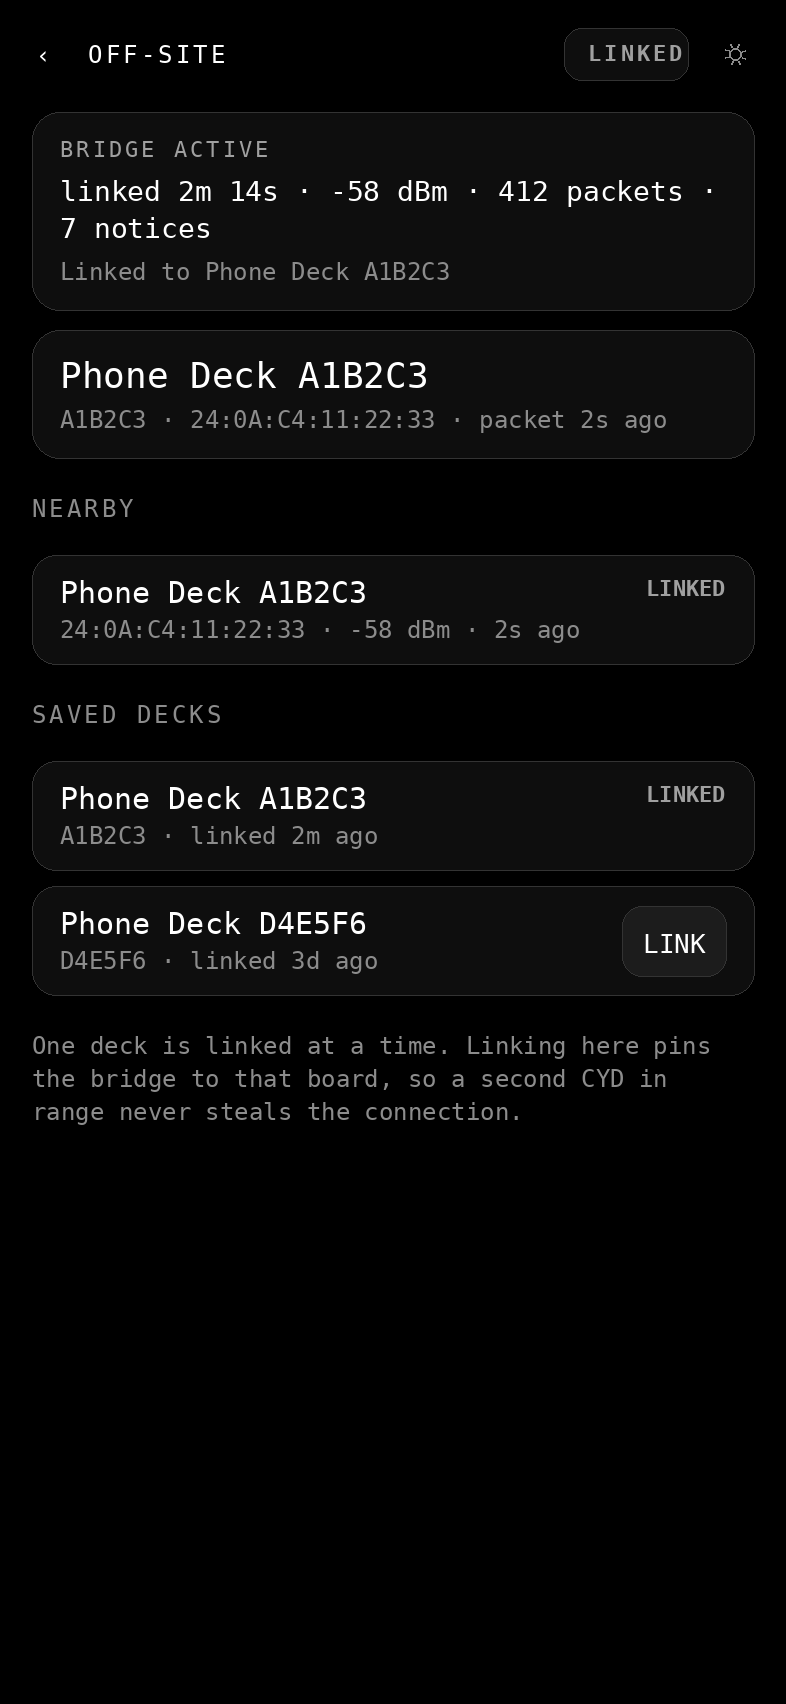 ‹ OFF-SITE LINKED
BRIDGE ACTIVE
linked 2m 14s · -58 dBm · 412 packets ·
7 notices
Linked to Phone Deck A1B2C3
Phone Deck A1B2C3
A1B2C3 · 24:0A:C4:11:22:33 · packet 2s ago
NEARBY
Phone Deck A1B2C3 LINKED
24:0A:C4:11:22:33 · -58 dBm · 2s ago
SAVED DECKS
Phone Deck A1B2C3 LINKED
A1B2C3 · linked 2m ago
Phone Deck D4E5F6 LINK
D4E5F6 · linked 3d ago
One deck is linked at a time. Linking here pins
the bridge to that board, so a second CYD in
range never steals the connection.